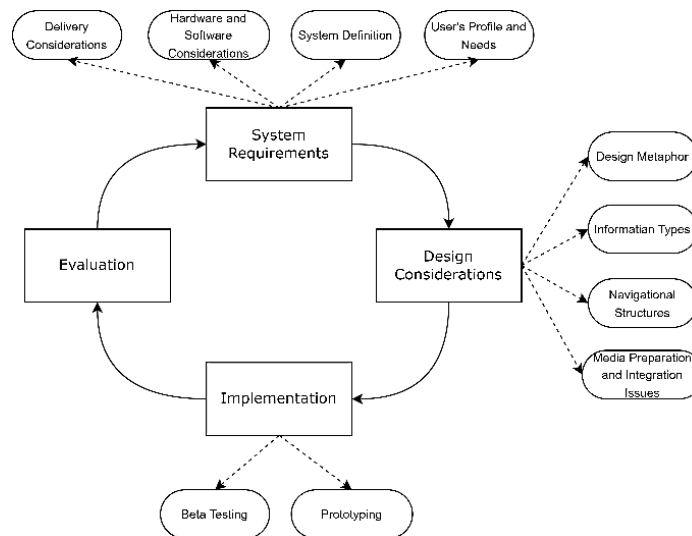 Delivery
Considerations
Hardware and
Software
Considerations
System Definition
User's Profile and
Needs
System
Requirements
Design Metaphor
Informatian Types
Evaluation
Design
Considerations
Navigational
Structures
Media Preparation
and Integration
Issues
Implementation
Beta Testing
Prototyping